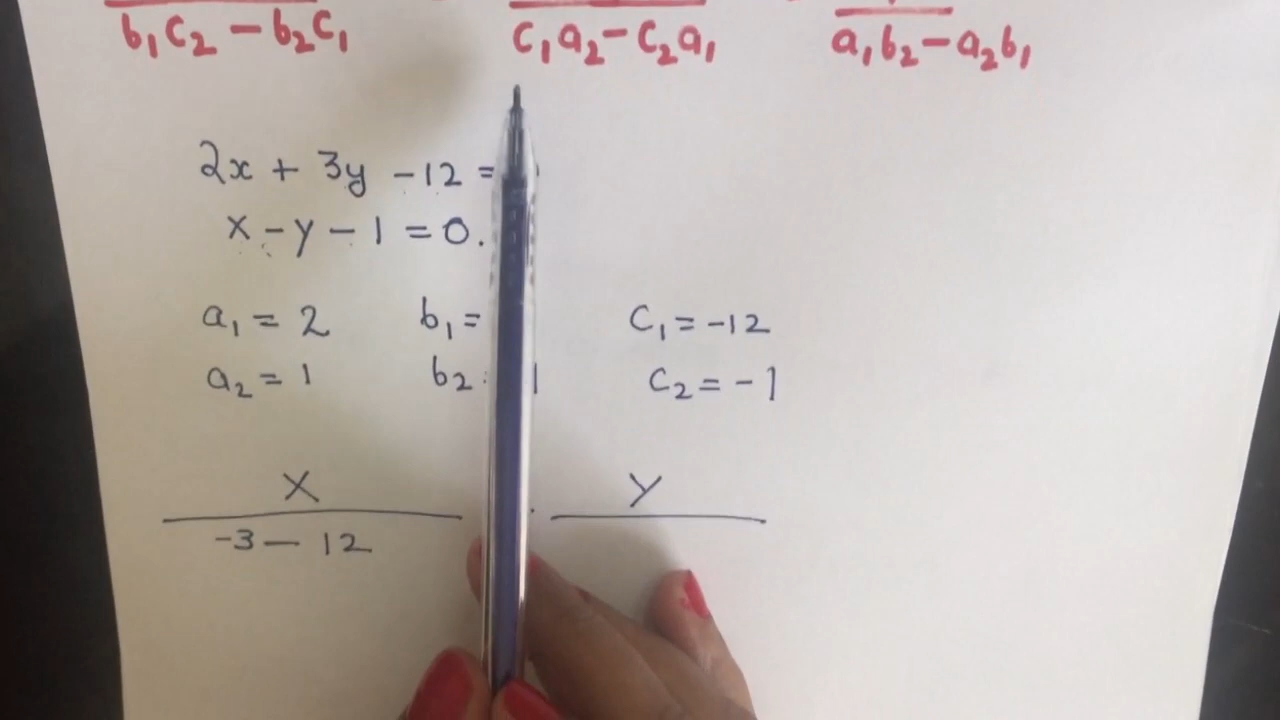 b₁c₂ - b₂c₁ c₁a₂ - c₂a₁ a₁b₂ - a₂b₁
2x + 3y - 12 =
x - y - 1 = 0.
a₁ = 2 b₁ = c₁ = -12
a₂ = 1 b₂ 1 c₂ = -1
x y
-3 - 12